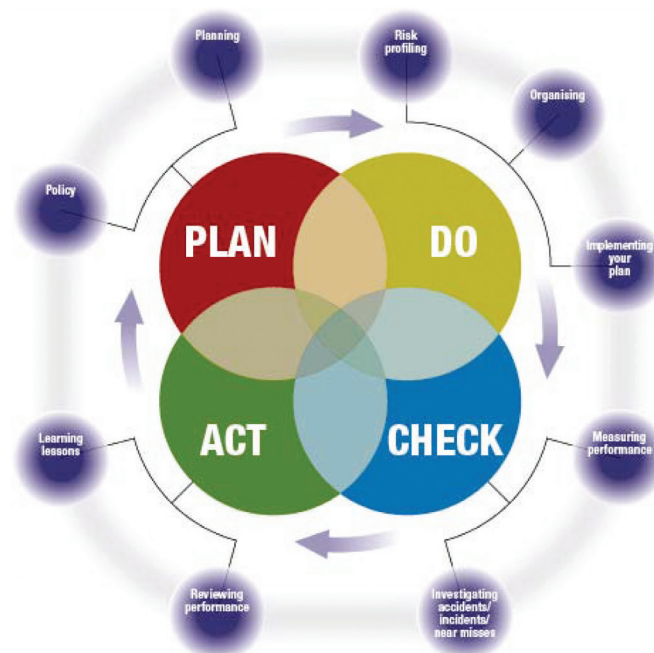 Planning
Risk
profiling
Organising
Policy
PLAN
DO
Implementing
your
plan
ACT
CHECK
Learning
lessons
Measuring
performance
Reviewing
performance
Investigating
accidents/
incidents/
near misses